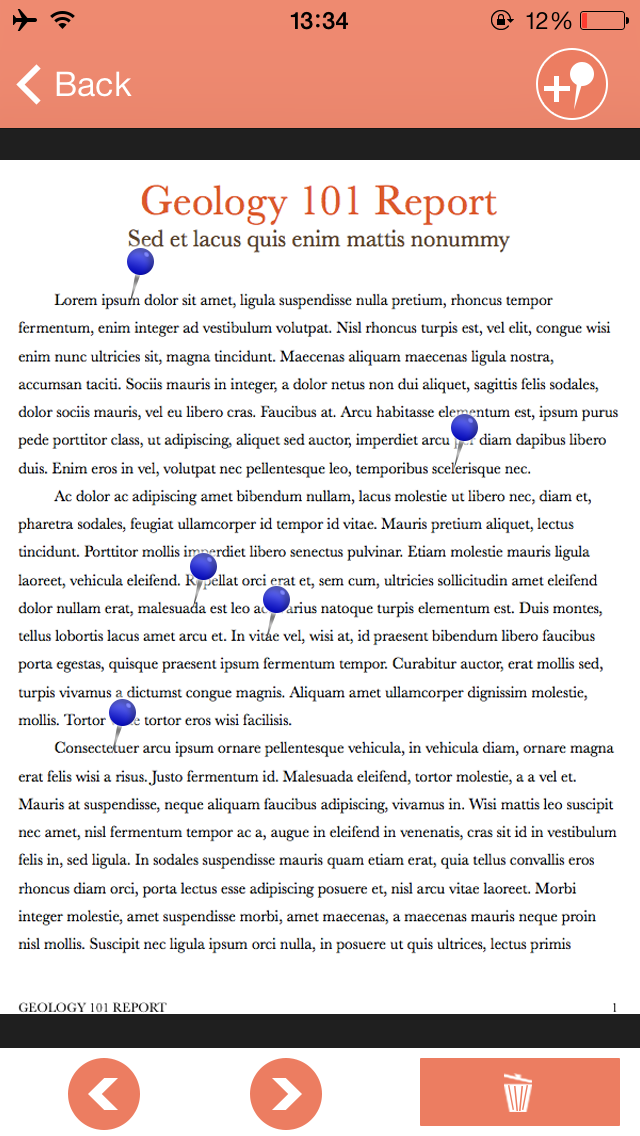 13:34
12%
Back
Geology 101 Report
Sed et lacus quis enim mattis nonummy
Lorem ipsum dolor sit amet, ligula suspendisse nulla pretium, rhoncus tempor
fermentum, enim integer ad vestibulum volutpat. Nisl rhoncus turpis est, vel elit, congue wisi
enim nunc ultricies sit, magna tincidunt. Maecenas aliquam maecenas ligula nostra,
accumsan taciti. Sociis mauris in integer, a dolor netus non dui aliquet, sagittis felis sodales,
dolor sociis mauris, vel eu libero cras. Faucibus at. Arcu habitasse elementum est, ipsum purus
pede porttitor class, ut adipiscing, aliquet sed auctor, imperdiet arcu diam dapibus libero
duis. Enim eros in vel, volutpat nec pellentesque leo, temporibus scelerisque nec.
Ac dolor ac adipiscing amet bibendum nullam, lacus molestie ut libero nec, diam et,
pharetra sodales, feugiat ullamcorper id tempor id vitae. Mauris pretium aliquet, lectus
tincidunt. Porttitor mollis imperdiet libero senectus pulvinar. Etiam molestie mauris ligula
laoreet, vehicula eleifend. Repellat orci erat et, sem cum, ultricies sollicitudin amet eleifend
dolor nullam erat, malesuada est leo ac varius natoque turpis elementum est. Duis montes,
tellus lobortis lacus amet arcu et. In vitae vel, wisi at, id praesent bibendum libero faucibus
porta egestas, quisque praesent ipsum fermentum tempor. Curabitur auctor, erat mollis sed,
turpis vivamus a dictumst congue magnis. Aliquam amet ullamcorper dignissim molestie,
mollis. Tortor tortor eros wisi facilisis.
Consectetuer arcu ipsum ornare pellentesque vehicula, in vehicula diam, ornare magna
erat felis wisi a risus. Justo fermentum id. Malesuada eleifend, tortor molestie, a a vel et.
Mauris at suspendisse, neque aliquam faucibus adipiscing, vivamus in. Wisi mattis leo suscipit
nec amet, nisl fermentum tempor ac a, augue in eleifend in venenatis, cras sit id in vestibulum
felis in, sed ligula. In sodales suspendisse mauris quam etiam erat, quia tellus convallis eros
rhoncus diam orci, porta lectus esse adipiscing posuere et, nisl arcu vitae laoreet. Morbi
integer molestie, amet suspendisse morbi, amet maecenas, a maecenas mauris neque proin
nisl mollis. Suscipit nec ligula ipsum orci nulla, in posuere ut quis ultrices, lectus primis
GEOLOGY 101 REPORT 1